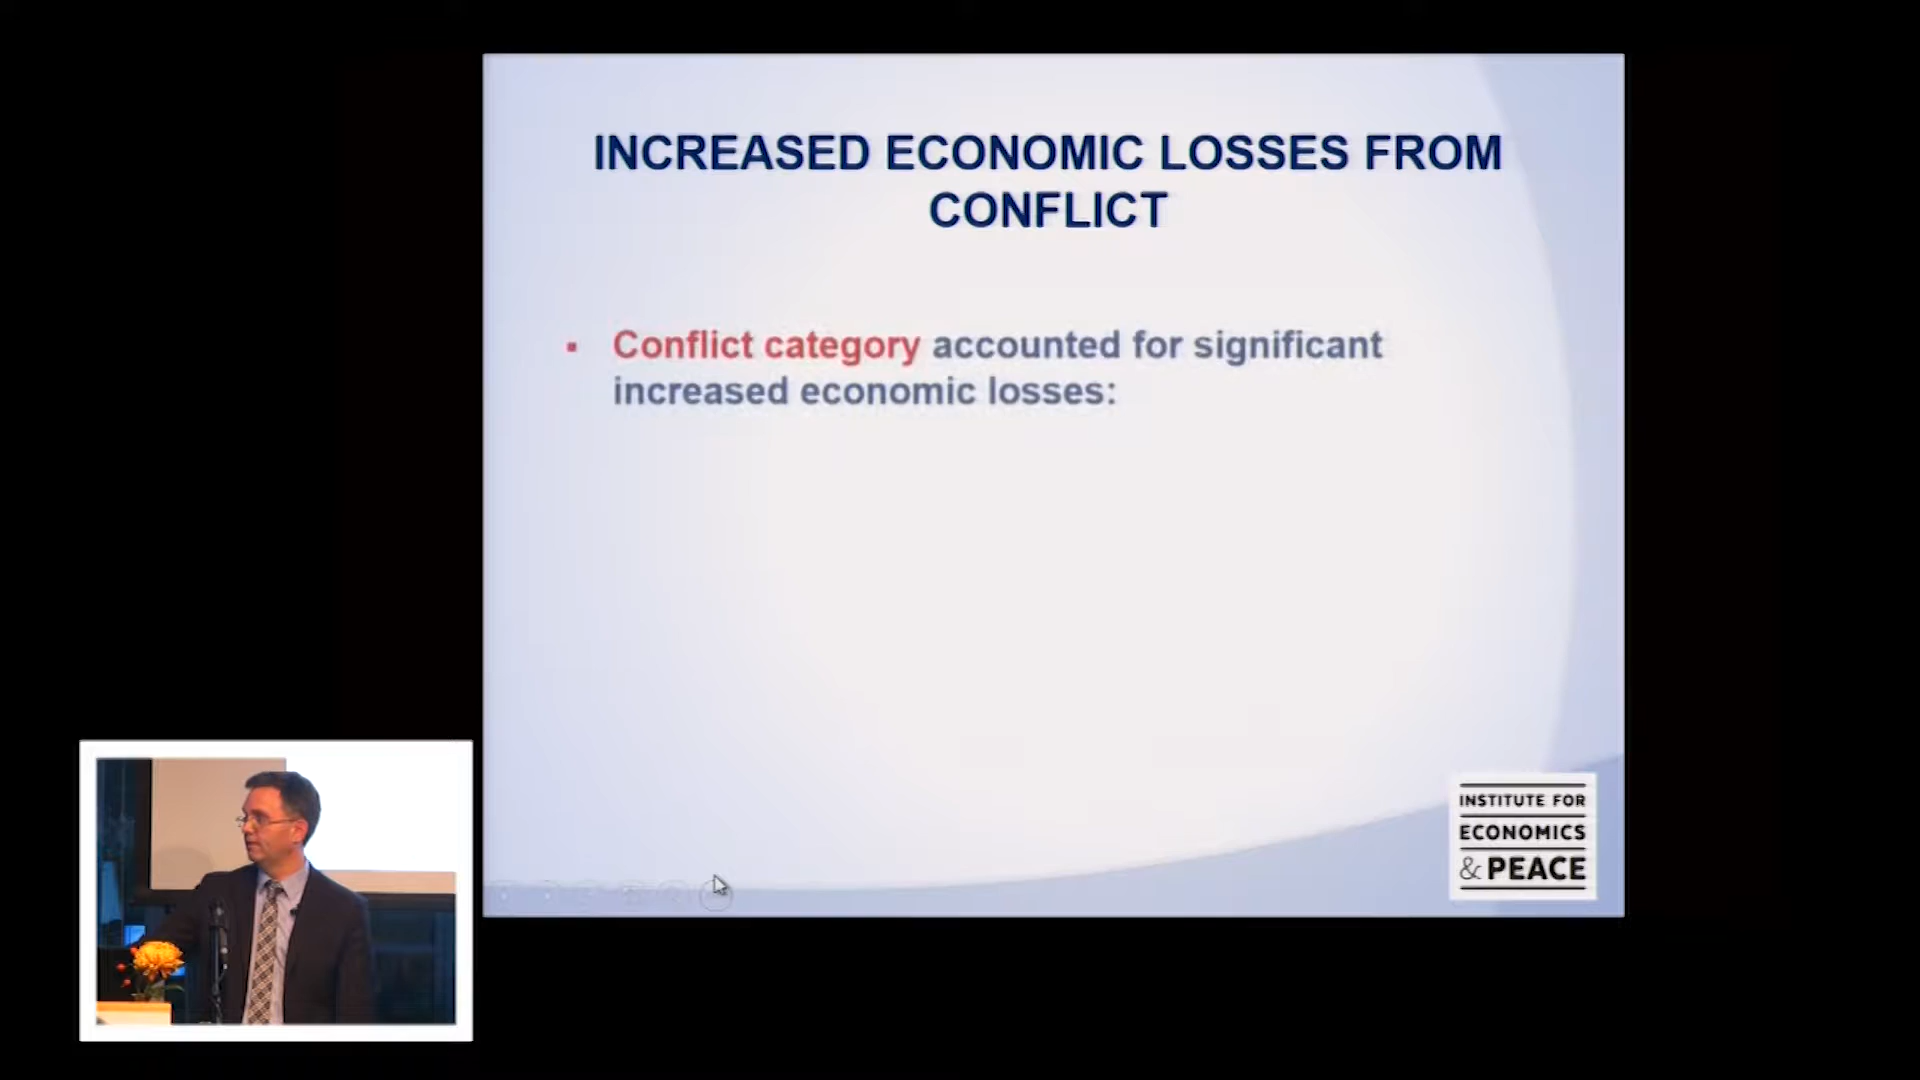 INCREASED ECONOMIC LOSSES FROM
CONFLICT
▪ Conflict category accounted for significant
increased economic losses:
INSTITUTE FOR
ECONOMICS
& PEACE